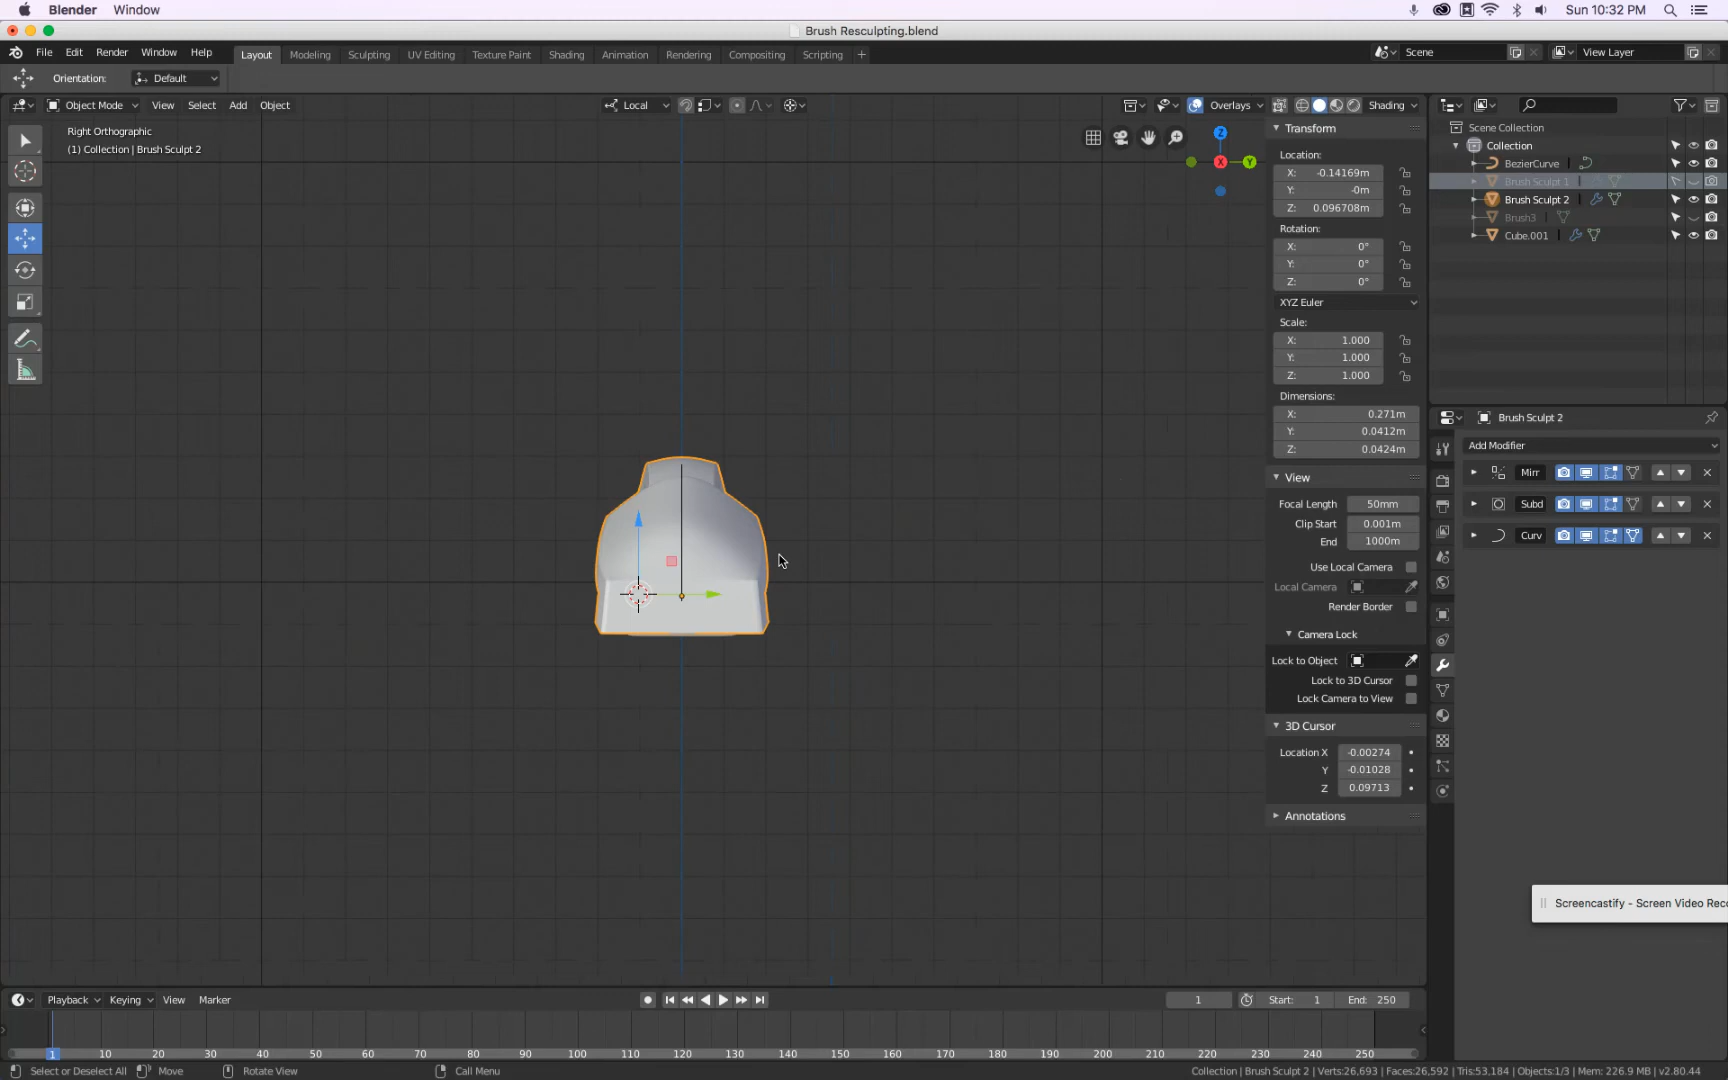 Blender Window Sun 10:32 PM
Brush Resculpting.blend
File Edit Render Window Help Layout Modeling Sculpting UV Editing Texture Paint Shading Animation Rendering Compositing Scripting + Scene View Layer
Orientation: Default
Object Mode View Select Add Object Local Overlays Shading
Right Orthographic
(1) Collection | Brush Sculpt 2
Z
X
Y
Transform
Location:
X: -0.14169m
Y: -0m
Z: 0.096708m
Rotation:
X: 0°
Y: 0°
Z: 0°
XYZ Euler
Scale:
X: 1.000
Y: 1.000
Z: 1.000
Dimensions:
X: 0.271m
Y: 0.0412m
Z: 0.0424m
View
Focal Length 50mm
Clip Start 0.001m
End 1000m
Use Local Camera
Local Camera
Render Border
Camera Lock
Lock to Object
Lock to 3D Cursor
Lock Camera to View
3D Cursor
Location X -0.00274
Y -0.01028
Z 0.09713
Annotations
Scene Collection
Collection
BezierCurve
Brush Sculpt 1
Brush Sculpt 2
Brush3
Cube.001
Brush Sculpt 2
Add Modifier
Mirr
Subd
Curv
Screencastify - Screen Video Rec
Playback Keying View Marker 1 Start: 1 End: 250
1 10 20 30 40 50 60 70 80 90 100 110 120 130 140 150 160 170 180 190 200 210 220 230 240 250
Select or Deselect All Move Rotate View Call Menu Collection | Brush Sculpt 2 | Verts:26,693 | Faces:26,592 | Tris:53,184 | Objects:1/3 | Mem: 226.9 MB | v2.80.44